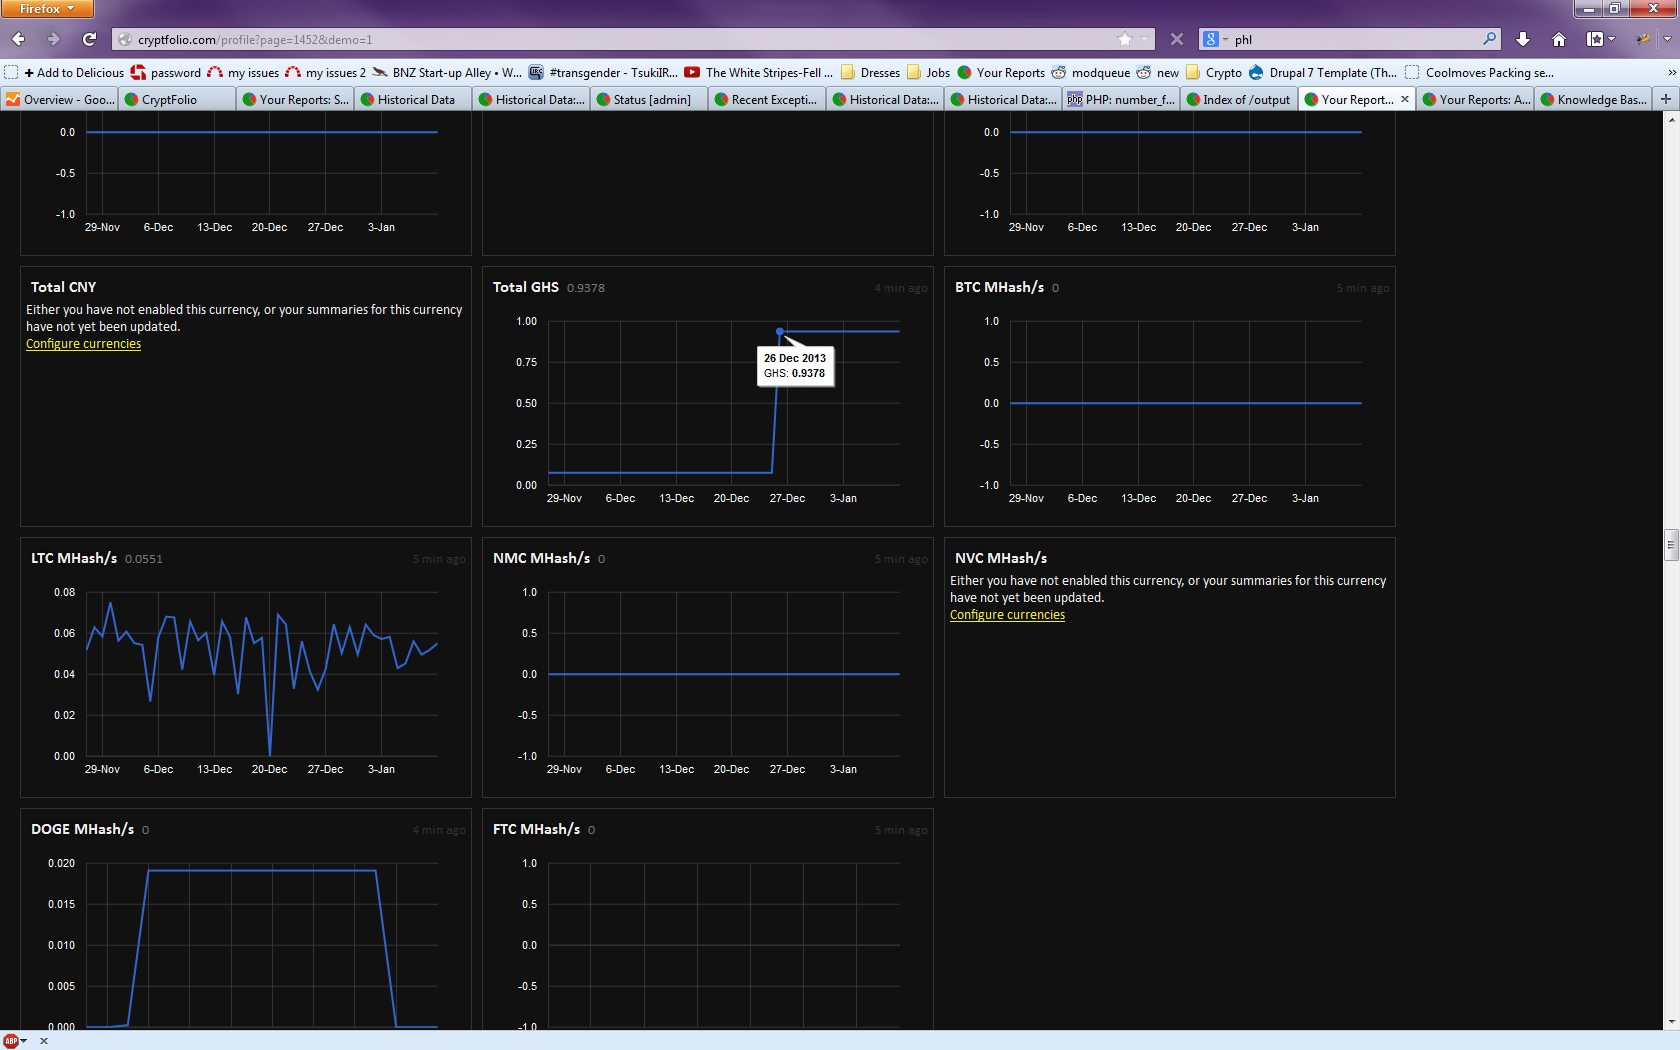 Firefox
cryptfolio.com/profile?page=1452&demo=1
8
phl
+ Add to Delicious
password
my issues
my issues 2
BNZ Start-up Alley • W...
IRC
#transgender - TsukiIR...
The White Stripes-Fell ...
Dresses
Jobs
Your Reports
modqueue
new
Crypto
Drupal 7 Template (Th...
Coolmoves Packing se...
»
Overview - Goo...
CryptFolio
Your Reports: S...
Historical Data
Historical Data:...
Status [admin]
Recent Excepti...
Historical Data:...
Historical Data:...
php
PHP: number_f...
Index of /output
Your Report...
Your Reports: A...
Knowledge Bas...
0.0
-0.5
-1.0
29-Nov 6-Dec 13-Dec 20-Dec 27-Dec 3-Jan
0.0
-0.5
-1.0
29-Nov 6-Dec 13-Dec 20-Dec 27-Dec 3-Jan
Total CNY
Either you have not enabled this currency, or your summaries for this currency
have not yet been updated.
Configure currencies
Total GHS 0.9378
4 min ago
1.00
0.75
0.50
0.25
0.00
26 Dec 2013
GHS: 0.9378
29-Nov 6-Dec 13-Dec 20-Dec 27-Dec 3-Jan
BTC MHash/s 0
5 min ago
1.0
0.5
0.0
-0.5
-1.0
29-Nov 6-Dec 13-Dec 20-Dec 27-Dec 3-Jan
LTC MHash/s 0.0551
5 min ago
0.08
0.06
0.04
0.02
0.00
29-Nov 6-Dec 13-Dec 20-Dec 27-Dec 3-Jan
NMC MHash/s 0
5 min ago
1.0
0.5
0.0
-0.5
-1.0
29-Nov 6-Dec 13-Dec 20-Dec 27-Dec 3-Jan
NVC MHash/s
Either you have not enabled this currency, or your summaries for this currency
have not yet been updated.
Configure currencies
DOGE MHash/s 0
4 min ago
0.020
0.015
0.010
0.005
0.000
FTC MHash/s 0
5 min ago
1.0
0.5
0.0
-0.5
-1.0
ABP